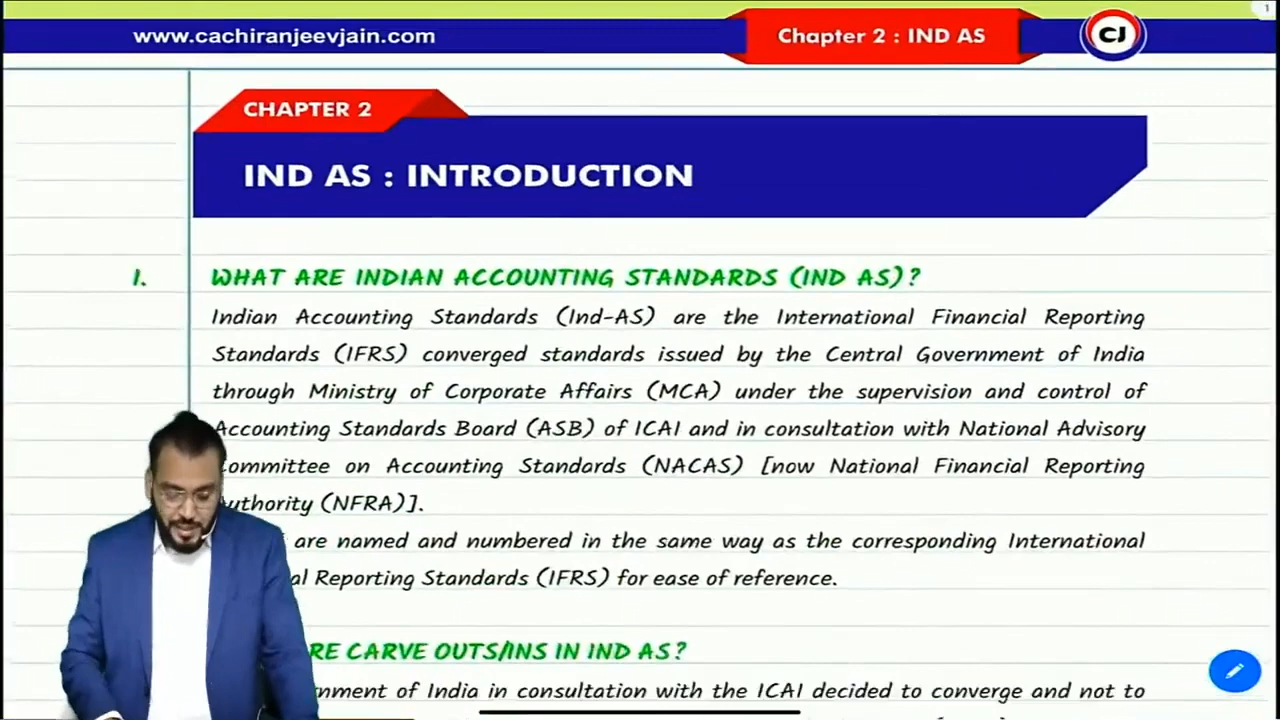 1
www.cachiranjeevjain.com
Chapter 2 : IND AS
CJ
CHAPTER 2
IND AS : INTRODUCTION
1. WHAT ARE INDIAN ACCOUNTING STANDARDS (IND AS)?
Indian Accounting Standards (Ind-AS) are the International Financial Reporting
Standards (IFRS) converged standards issued by the Central Government of India
through Ministry of Corporate Affairs (MCA) under the supervision and control of
Accounting Standards Board (ASB) of ICAI and in consultation with National Advisory
Committee on Accounting Standards (NACAS) [now National Financial Reporting
Authority (NFRA)].
are named and numbered in the same way as the corresponding International
Reporting Standards (IFRS) for ease of reference.
CARVE OUTS/INS IN IND AS?
of India in consultation with the ICAI decided to converge and not to